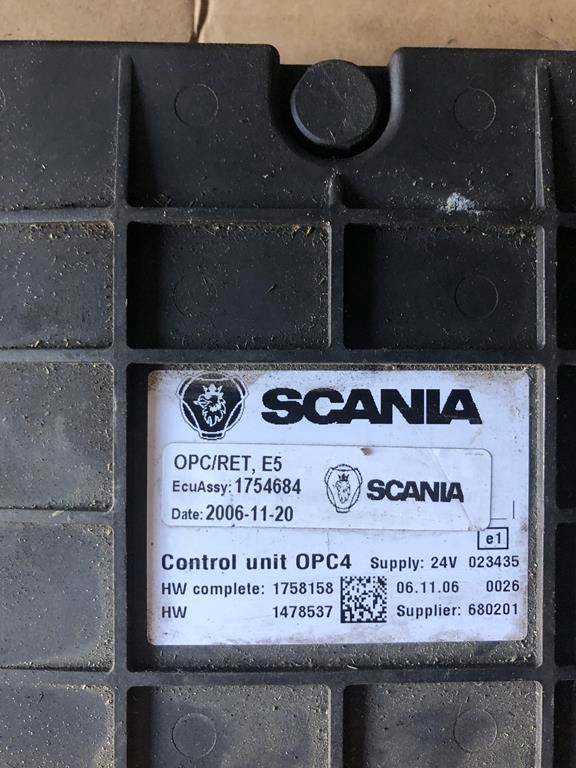 SCANIA
OPC/RET, E5
EcuAssy: 1754684
SCANIA
Date: 2006-11-20
e1
Control unit OPC4 Supply: 24V 023435
HW complete: 1758158 06.11.06 0026
HW 1478537 Supplier: 680201